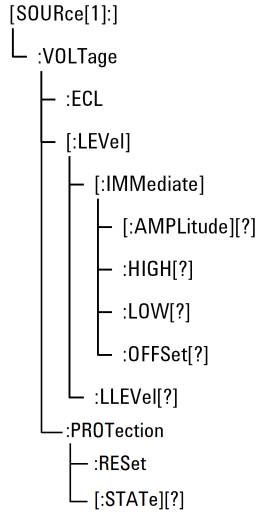 [SOURce[1]:]
:VOLTage
:ECL
[:LEVel]
[:IMMediate]
[:AMPLitude][?]
:HIGH[?]
:LOW[?]
:OFFSet[?]
:LLEVel[?]
:PROTection
:RESet
[:STATe][?]